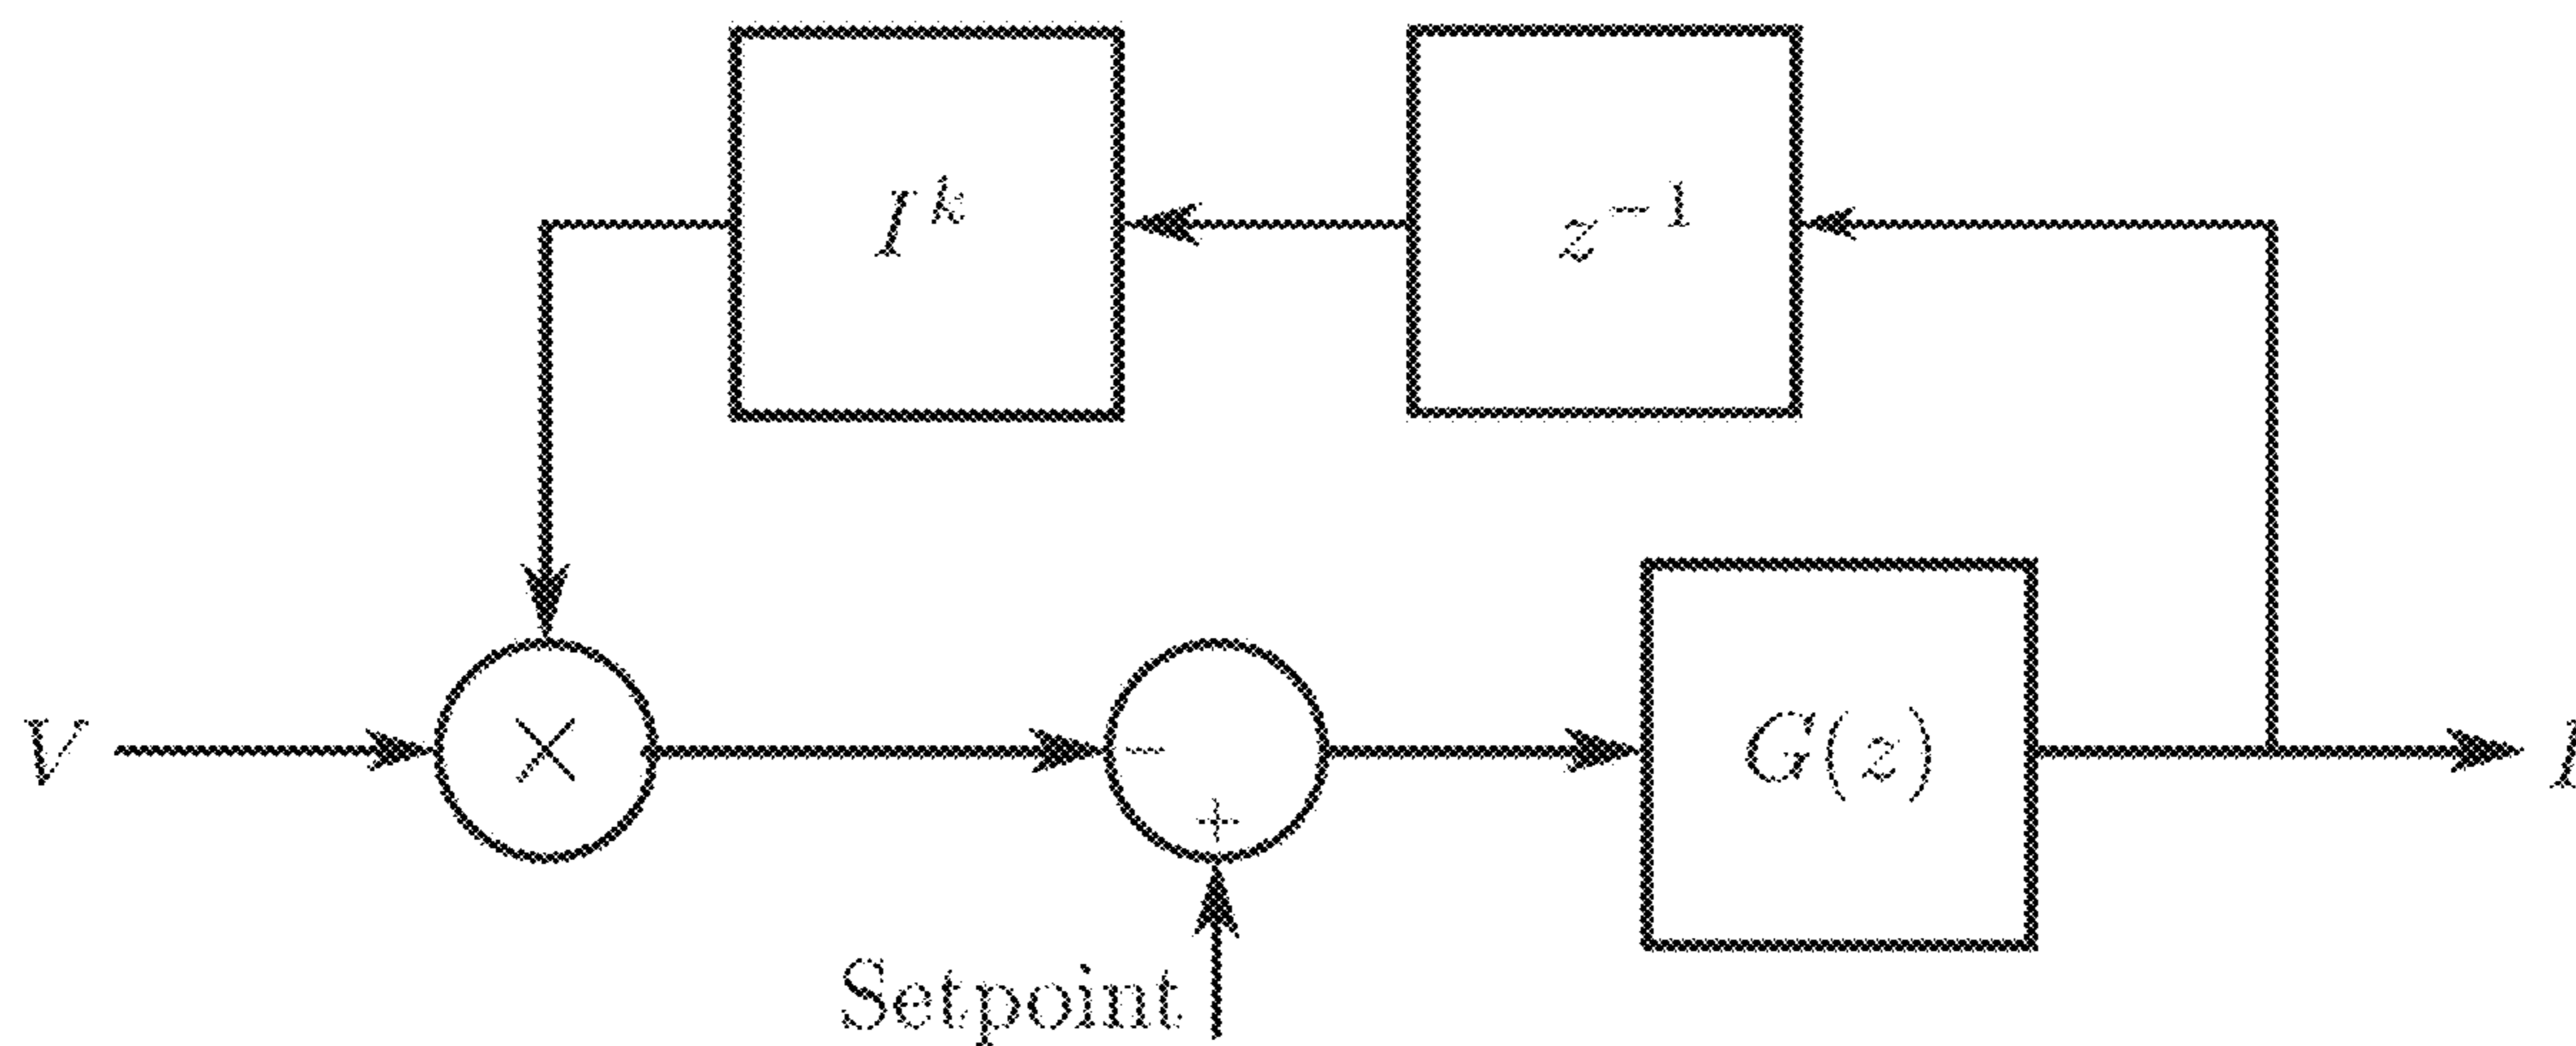 I^k
z^{-1}
V
×
−
+
G(z)
Setpoint